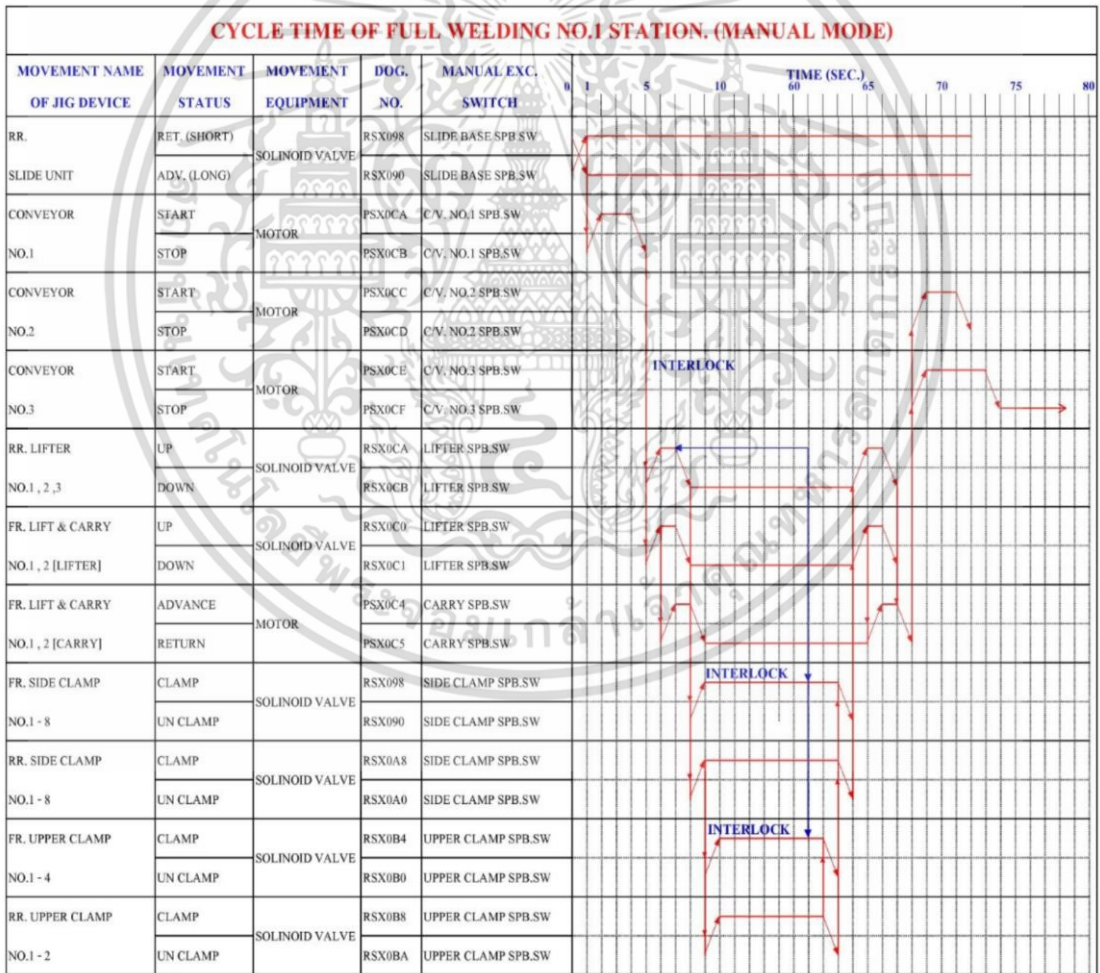 CYCLE TIME OF FULL WELDING NO.1 STATION. (MANUAL MODE)
MOVEMENT NAME OF JIG DEVICE MOVEMENT STATUS MOVEMENT EQUIPMENT DOG. NO. MANUAL EXC. SWITCH TIME (SEC.)
0 1 5 10 60 65 70 75 80
RR. RET. (SHORT) SOLINOID VALVE RSX098 SLIDE BASE SPB.SW
SLIDE UNIT ADV. (LONG) RSX090 SLIDE BASE SPB.SW
CONVEYOR START MOTOR PSX0CA C/V. NO.1 SPB.SW
NO.1 STOP PSX0CB C/V. NO.1 SPB.SW
CONVEYOR START MOTOR PSX0CC C/V. NO.2 SPB.SW
NO.2 STOP PSX0CD C/V. NO.2 SPB.SW
CONVEYOR START MOTOR PSX0CE C/V. NO.3 SPB.SW INTERLOCK
NO.3 STOP PSX0CF C/V. NO.3 SPB.SW
RR. LIFTER UP SOLINOID VALVE RSX0CA LIFTER SPB.SW
NO.1 , 2 ,3 DOWN RSX0CB LIFTER SPB.SW
FR. LIFT & CARRY UP SOLINOID VALVE RSX0C0 LIFTER SPB.SW
NO.1 , 2 [LIFTER] DOWN RSX0C1 LIFTER SPB.SW
FR. LIFT & CARRY ADVANCE MOTOR PSX0C4 CARRY SPB.SW
NO.1 , 2 [CARRY] RETURN PSX0C5 CARRY SPB.SW
FR. SIDE CLAMP CLAMP SOLINOID VALVE RSX098 SIDE CLAMP SPB.SW INTERLOCK
NO.1 - 8 UN CLAMP RSX090 SIDE CLAMP SPB.SW
RR. SIDE CLAMP CLAMP SOLINOID VALVE RSX0A8 SIDE CLAMP SPB.SW
NO.1 - 8 UN CLAMP RSX0A0 SIDE CLAMP SPB.SW
FR. UPPER CLAMP CLAMP SOLINOID VALVE RSX0B4 UPPER CLAMP SPB.SW INTERLOCK
NO.1 - 4 UN CLAMP RSX0B0 UPPER CLAMP SPB.SW
RR. UPPER CLAMP CLAMP SOLINOID VALVE RSX0B8 UPPER CLAMP SPB.SW
NO.1 - 2 UN CLAMP RSX0BA UPPER CLAMP SPB.SW